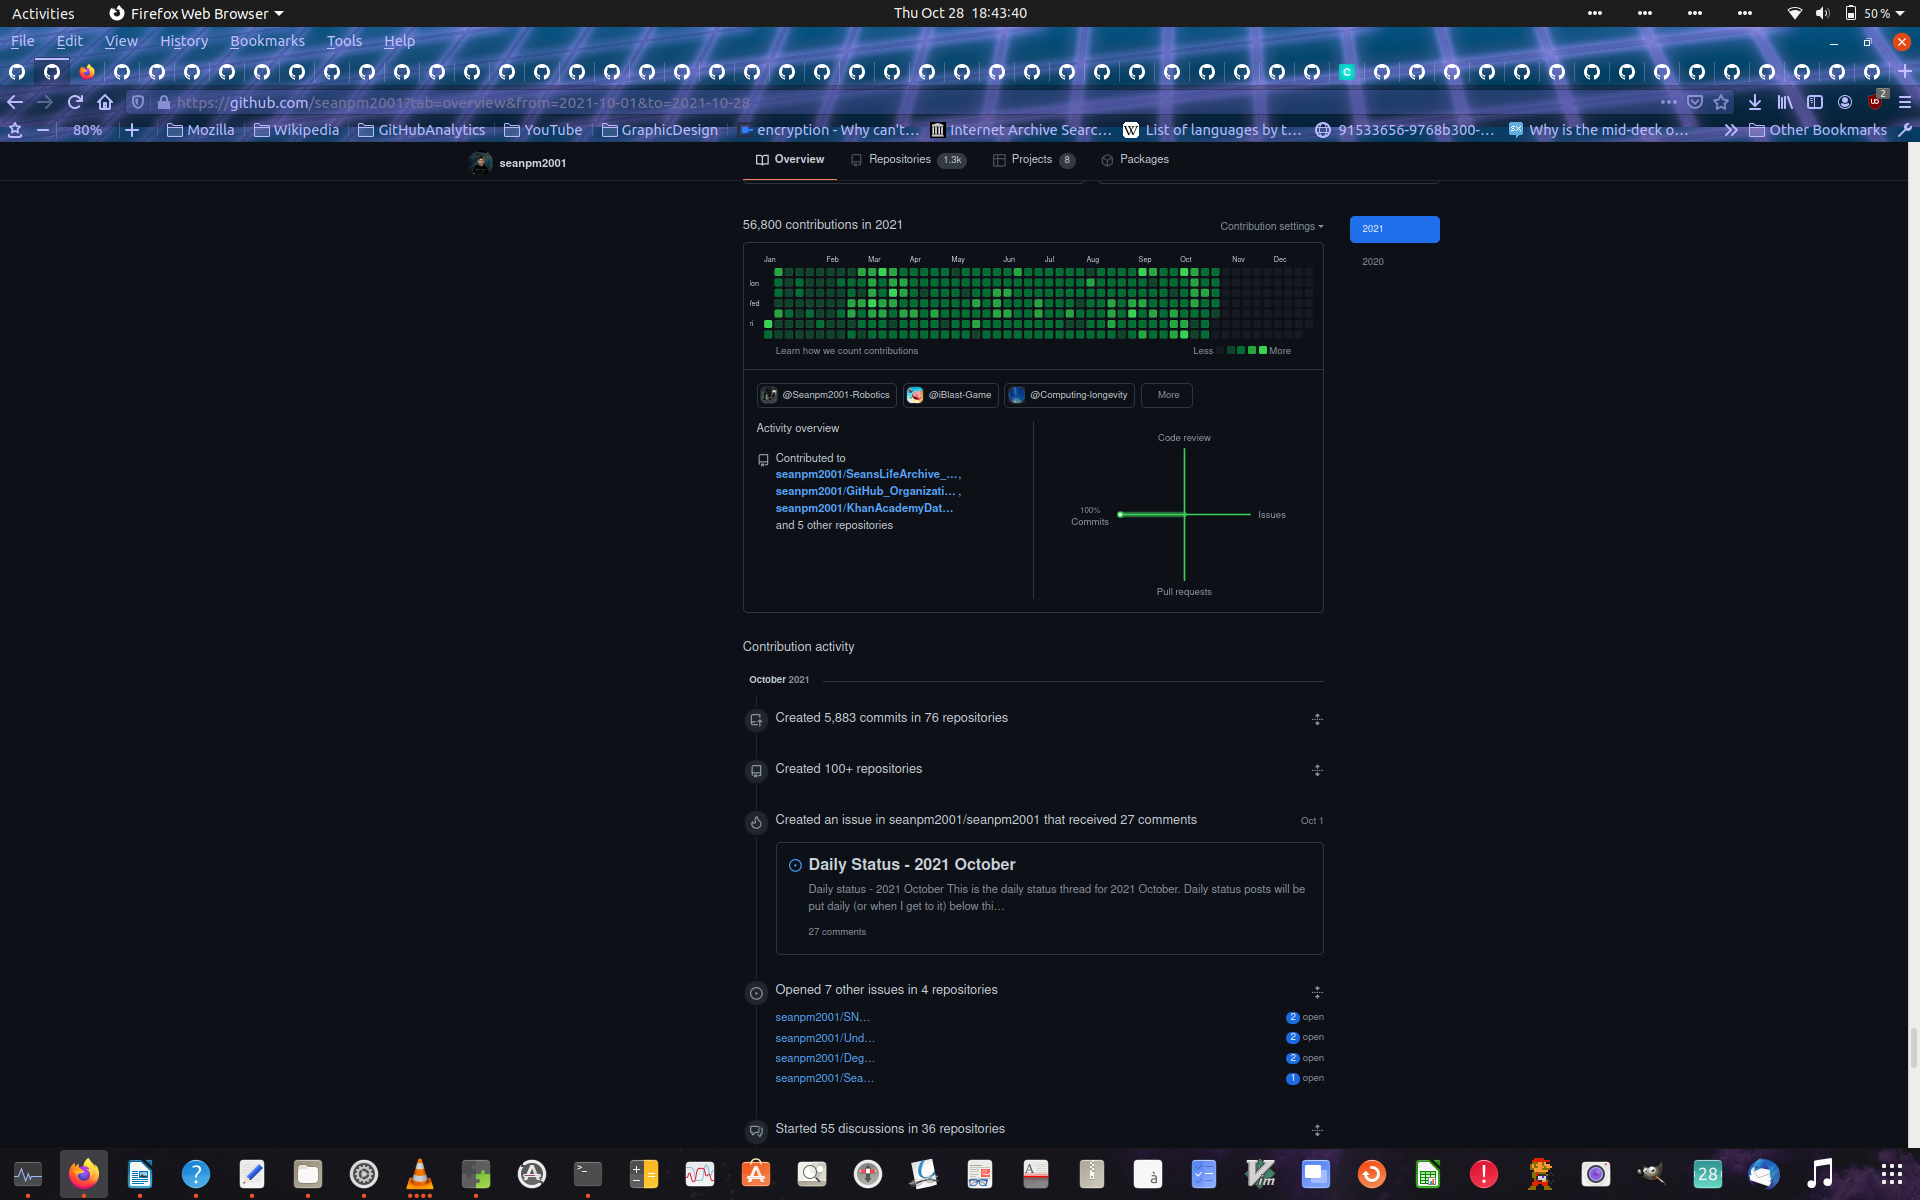 Activities
Firefox Web Browser
Thu Oct 28 18:43:40
50 %
File Edit View History Bookmarks Tools Help
https://github.com/seanpm2001?tab=overview&from=2021-10-01&to=2021-10-28
2
80%
Mozilla
Wikipedia
GitHubAnalytics
YouTube
GraphicDesign
encryption - Why can't…
Internet Archive Searc…
List of languages by t…
91533656-9768b300-…
Why is the mid-deck o…
Other Bookmarks
seanpm2001
Overview
Repositories 1.3k
Projects 8
Packages
56,800 contributions in 2021
Contribution settings
2021
2020
Jan Feb Mar Apr May Jun Jul Aug Sep Oct Nov Dec
Learn how we count contributions
Less More
@Seanpm2001-Robotics
@iBlast-Game
@Computing-longevity
More
Activity overview
Contributed to
seanpm2001/SeansLifeArchive_…,
seanpm2001/GitHub_Organizati… ,
seanpm2001/KhanAcademyDat…
and 5 other repositories
Code review
100%
Commits
Issues
Pull requests
Contribution activity
October 2021
Created 5,883 commits in 76 repositories
Created 100+ repositories
Created an issue in seanpm2001/seanpm2001 that received 27 comments
Oct 1
Daily Status - 2021 October
Daily status - 2021 October This is the daily status thread for 2021 October. Daily status posts will be
put daily (or when I get to it) below thi…
27 comments
Opened 7 other issues in 4 repositories
seanpm2001/SN… 2 open
seanpm2001/Und… 2 open
seanpm2001/Deg… 2 open
seanpm2001/Sea… 1 open
Started 55 discussions in 36 repositories
28